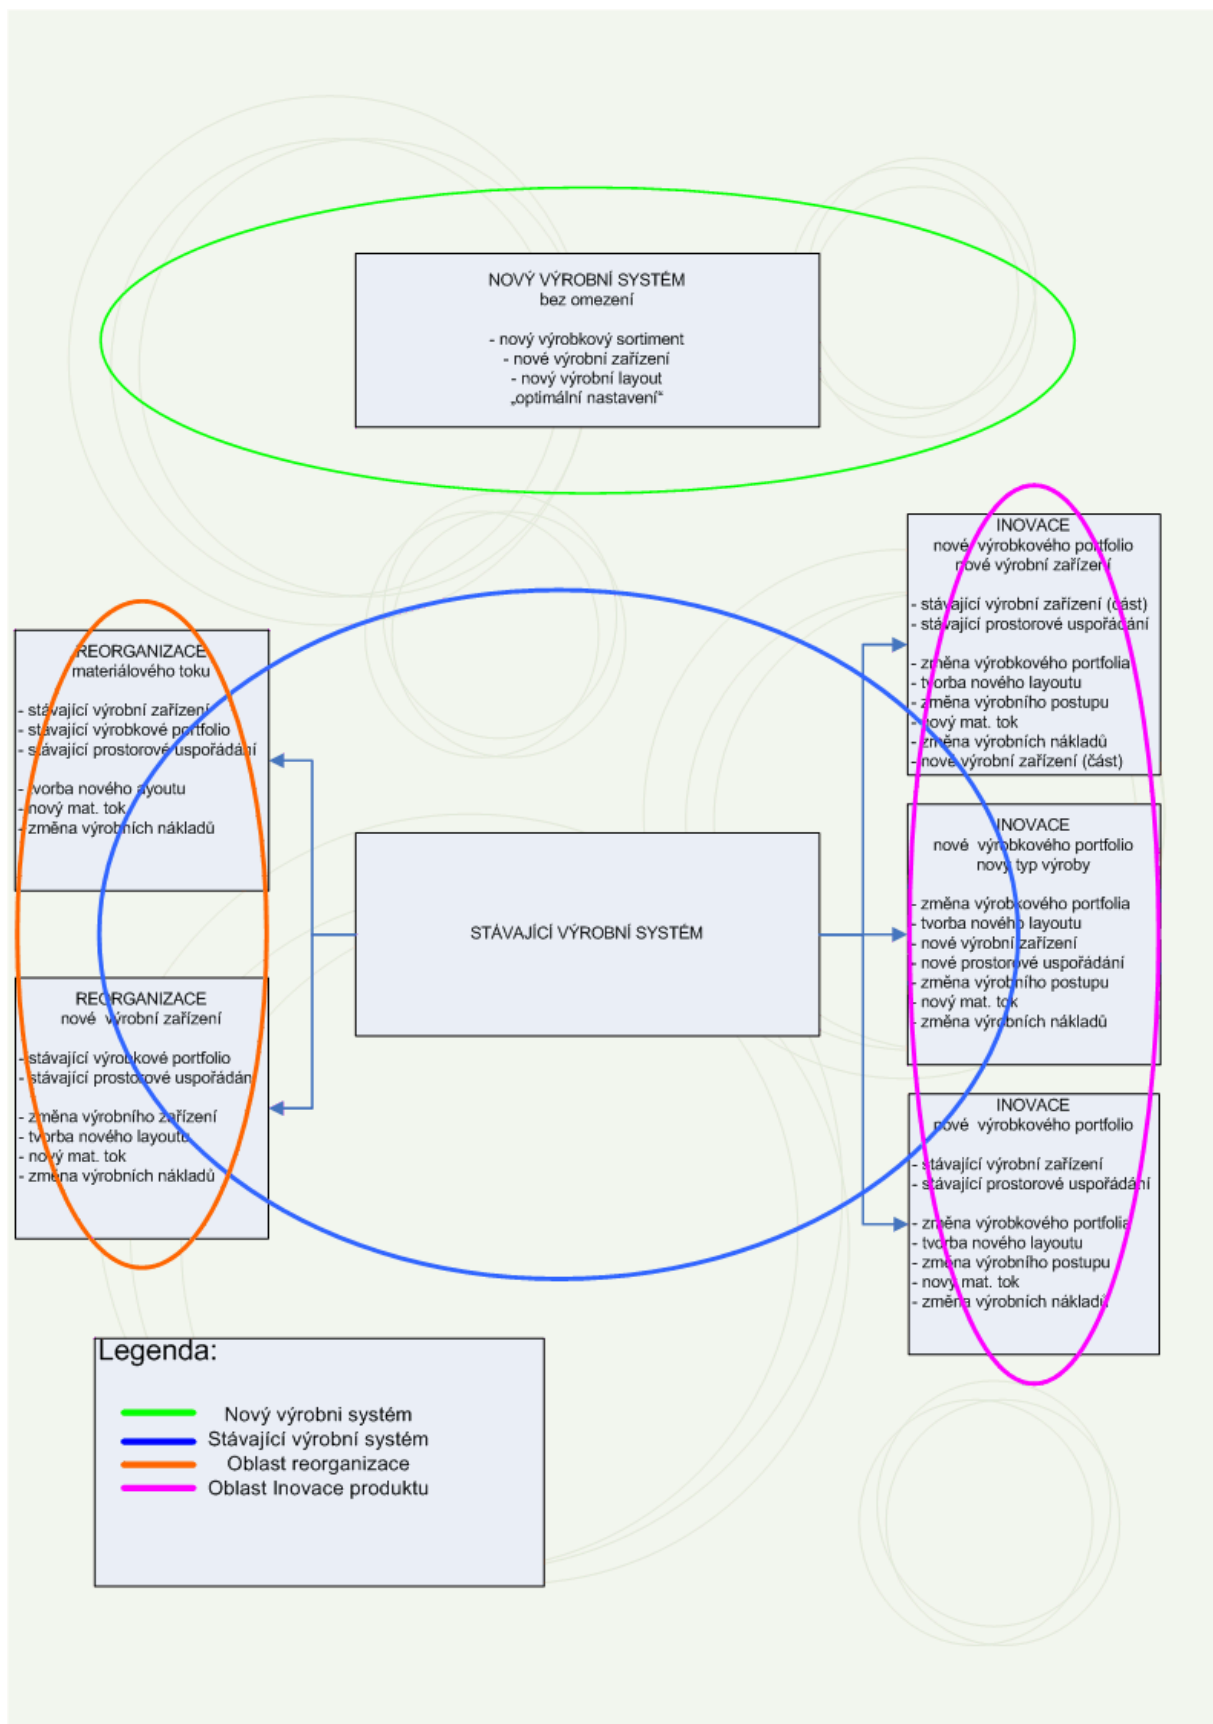 NOVÝ VÝROBNÍ SYSTÉM
bez omezení
- nový výrobkový sortiment
- nové výrobní zařízení
- nový výrobní layout
„optimální nastavení“
INOVACE
nové výrobkového portfolio
nové výrobní zařízení
- stávající výrobní zařízení (část)
- stávající prostorové uspořádání
- změna výrobkového portfolia
- tvorba nového layoutu
- změna výrobního postupu
- nový mat. tok
- změna výrobních nákladů
- nové výrobní zařízení (část)
REORGANIZACE
materiálového toku
- stávající výrobní zařízení
- stávající výrobkové portfolio
- stávající prostorové uspořádání
- tvorba nového ayoutu
- nový mat. tok
- změna výrobních nákladů
STÁVAJÍCÍ VÝROBNÍ SYSTÉM
INOVACE
nové výrobkového portfolio
nový typ výroby
- změna výrobkového portfolia
- tvorba nového layoutu
- nové výrobní zařízení
- nové prostorové uspořádání
- změna výrobního postupu
- nový mat. tok
- změna výrobních nákladů
REORGANIZACE
nové výrobní zařízení
- stávající výrobkové portfolio
- stávající prostorové uspořádán
- změna výrobního zařízení
- tvorba nového layoutu
- nový mat. tok
- změna výrobních nákladů
INOVACE
nové výrobkového portfolio
- stávající výrobní zařízení
- stávající prostorové uspořádání
- změna výrobkového portfolia
- tvorba nového layoutu
- změna výrobního postupu
- nový mat. tok
- změna výrobních nákladů
Legenda:
Nový výrobni systém
Stávající výrobní systém
Oblast reorganizace
Oblast Inovace produktu